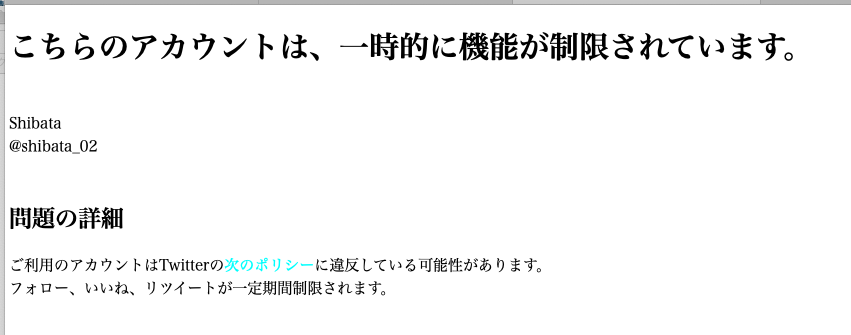 こちらのアカウントは、一時的に機能が制限されています。
Shibata
@shibata_02
問題の詳細
ご利用のアカウントはTwitterの次のポリシーに違反している可能性があります。
フォロー、いいね、リツイートが一定期間制限されます。